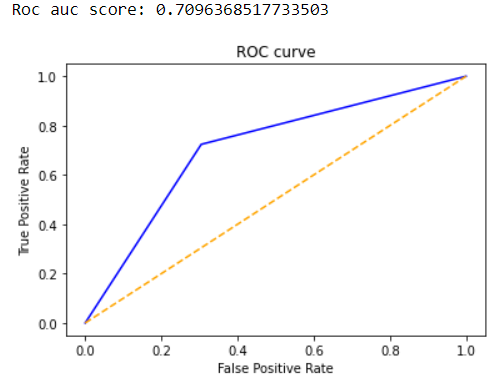 Roc auc score: 0.7096368517733503
ROC curve
1.0
0.8
0.6
0.4
0.2
0.0
True Positive Rate
0.0 0.2 0.4 0.6 0.8 1.0
False Positive Rate